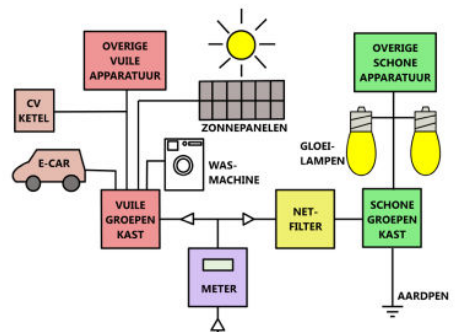 OVERIGE
VUILE
APPARATUUR
OVERIGE
SCHONE
APPARATUUR
CV
KETEL
ZONNEPANELEN
GLOEI-
LAMPEN
E-CAR
WAS-
MACHINE
VUILE
GROEPEN
KAST
NET-
FILTER
SCHONE
GROEPEN
KAST
METER
AARDPEN